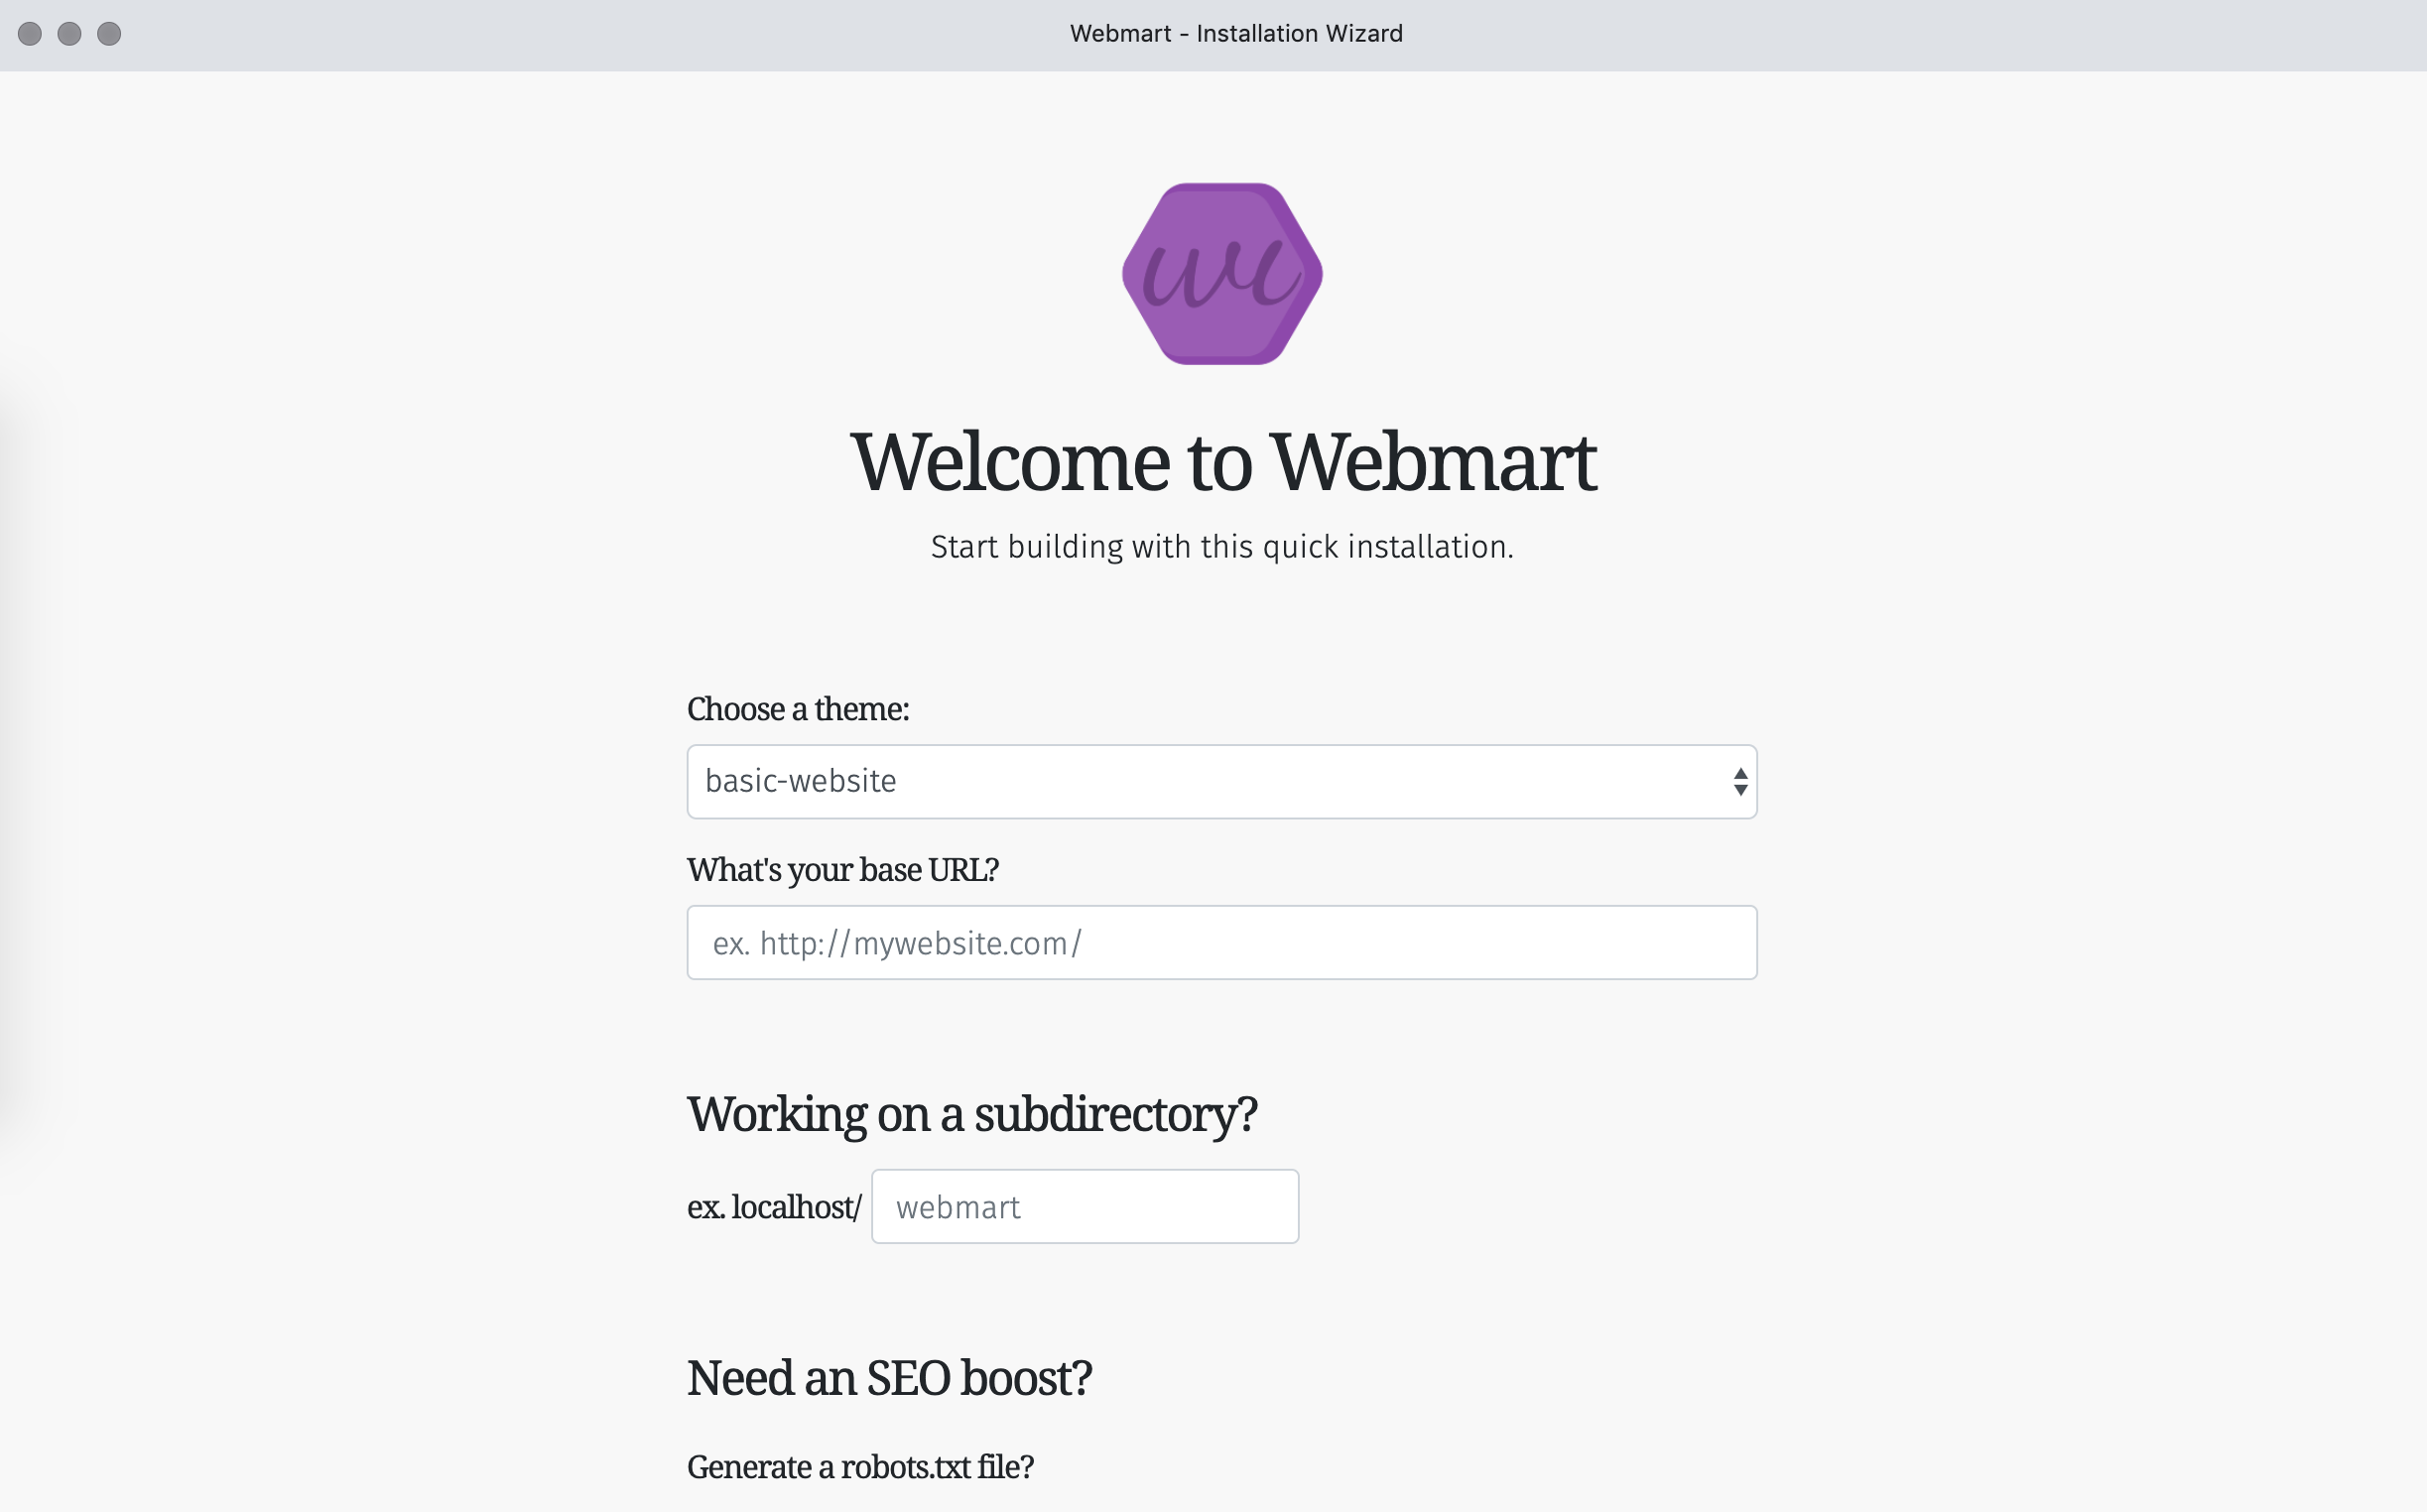 Webmart - Installation Wizard
wc
Welcome to Webmart
Start building with this quick installation.
Choose a theme:
basic-website
What's your base URL?
ex. http://mywebsite.com/
Working on a subdirectory?
ex. localhost/ webmart
Need an SEO boost?
Generate a robots.txt file?